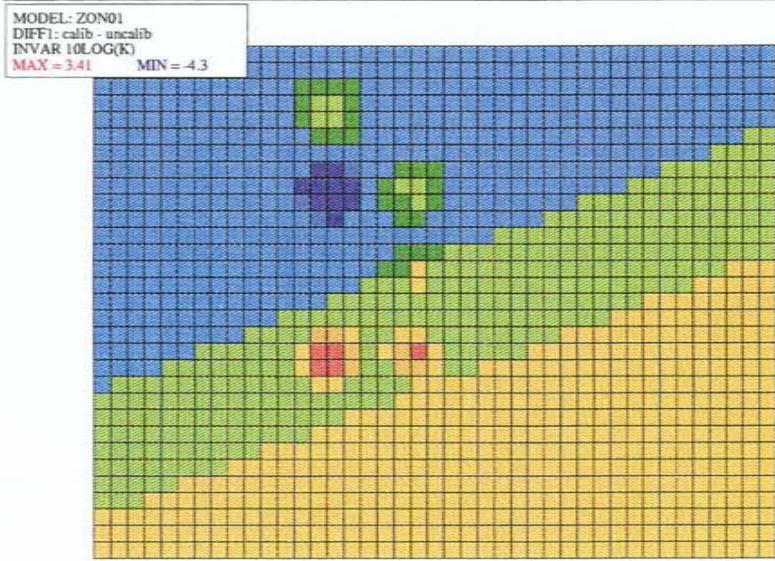 MODEL: ZON01
DIFF1: calib - uncalib
INVAR 10LOG(K)
MAX = 3.41 MIN = -4.3